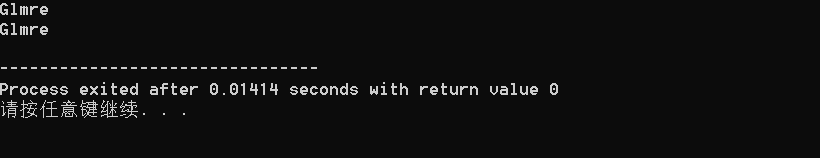 Glmre
Glmre
--------------------------------
Process exited after 0.01414 seconds with return value 0
请按任意键继续. . .